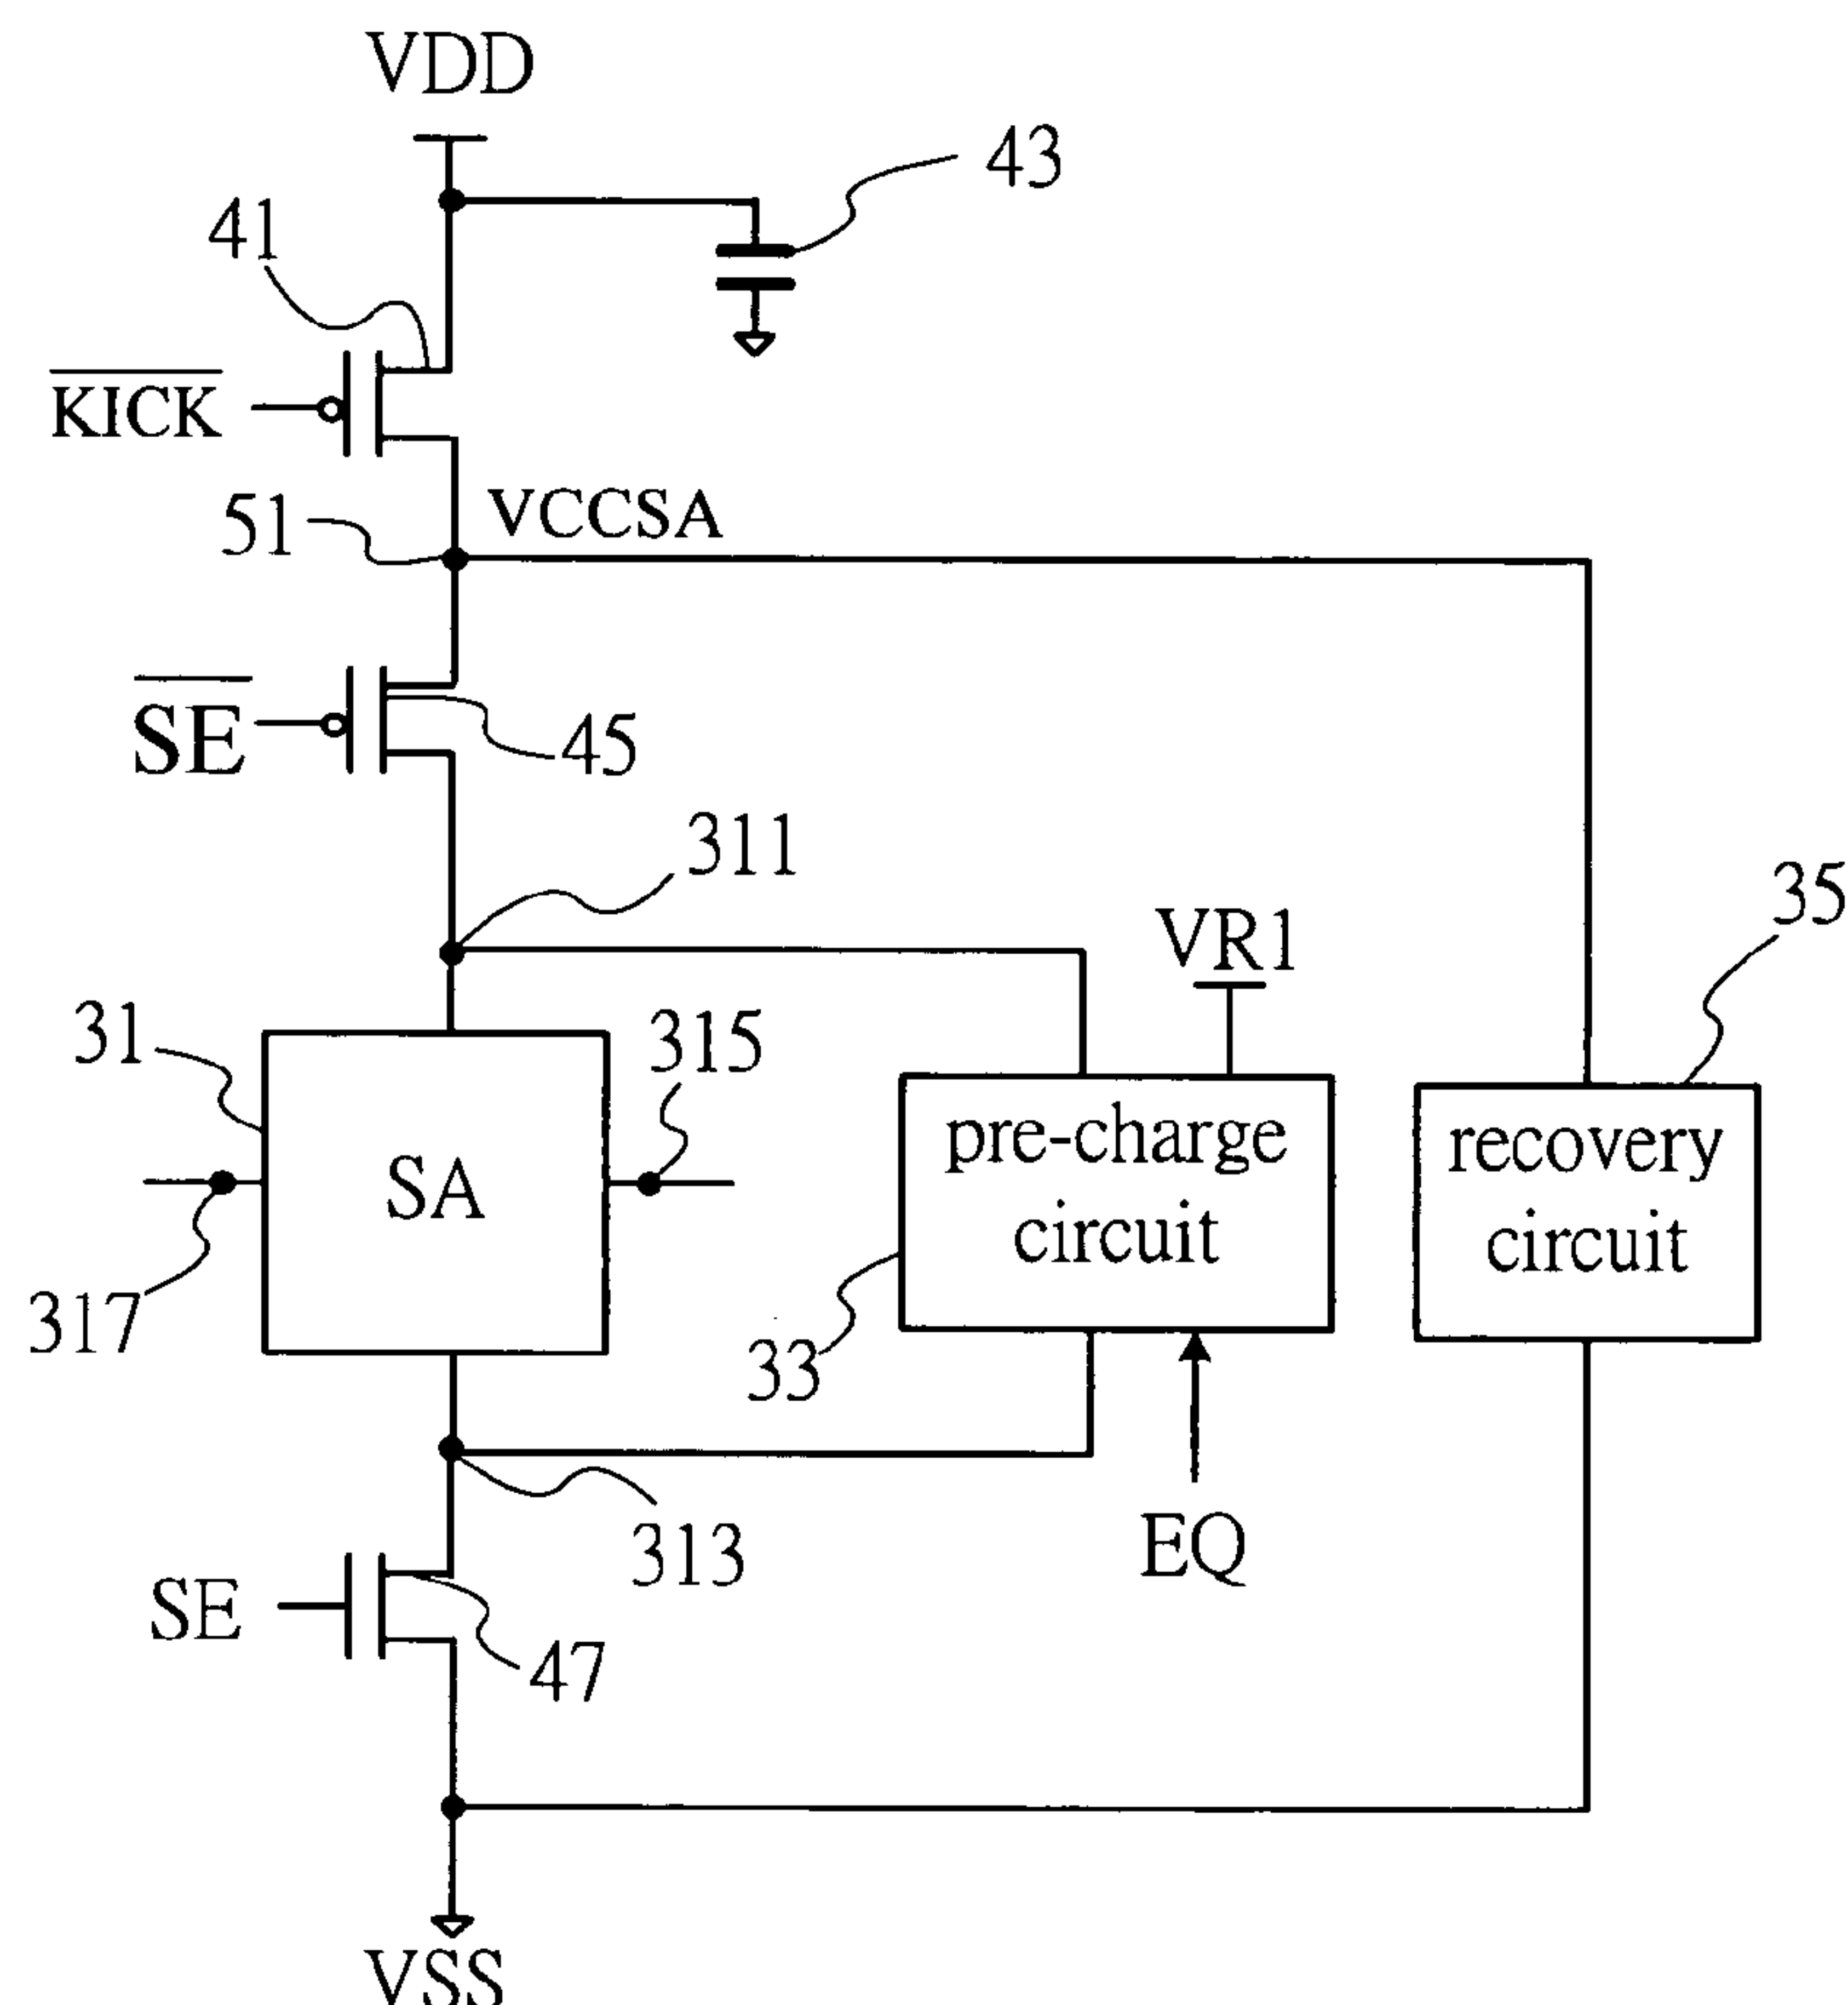 VDD
43
41
KICK
51
VCCSA
SE
45
311
35
VR1
31
315
pre-charge
circuit
recovery
circuit
SA
317
33
313
EQ
SE
47
VSS